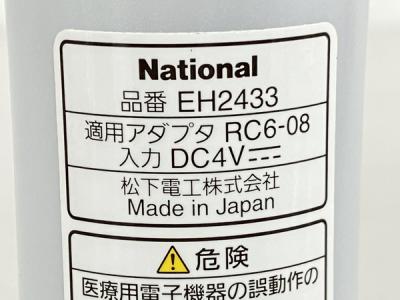 National
品番 EH2433
適用アダプタ RC6-08
入力 DC4V⎓
松下電工株式会社
Made in Japan
⚠危険
医療用電子機器の誤動作の